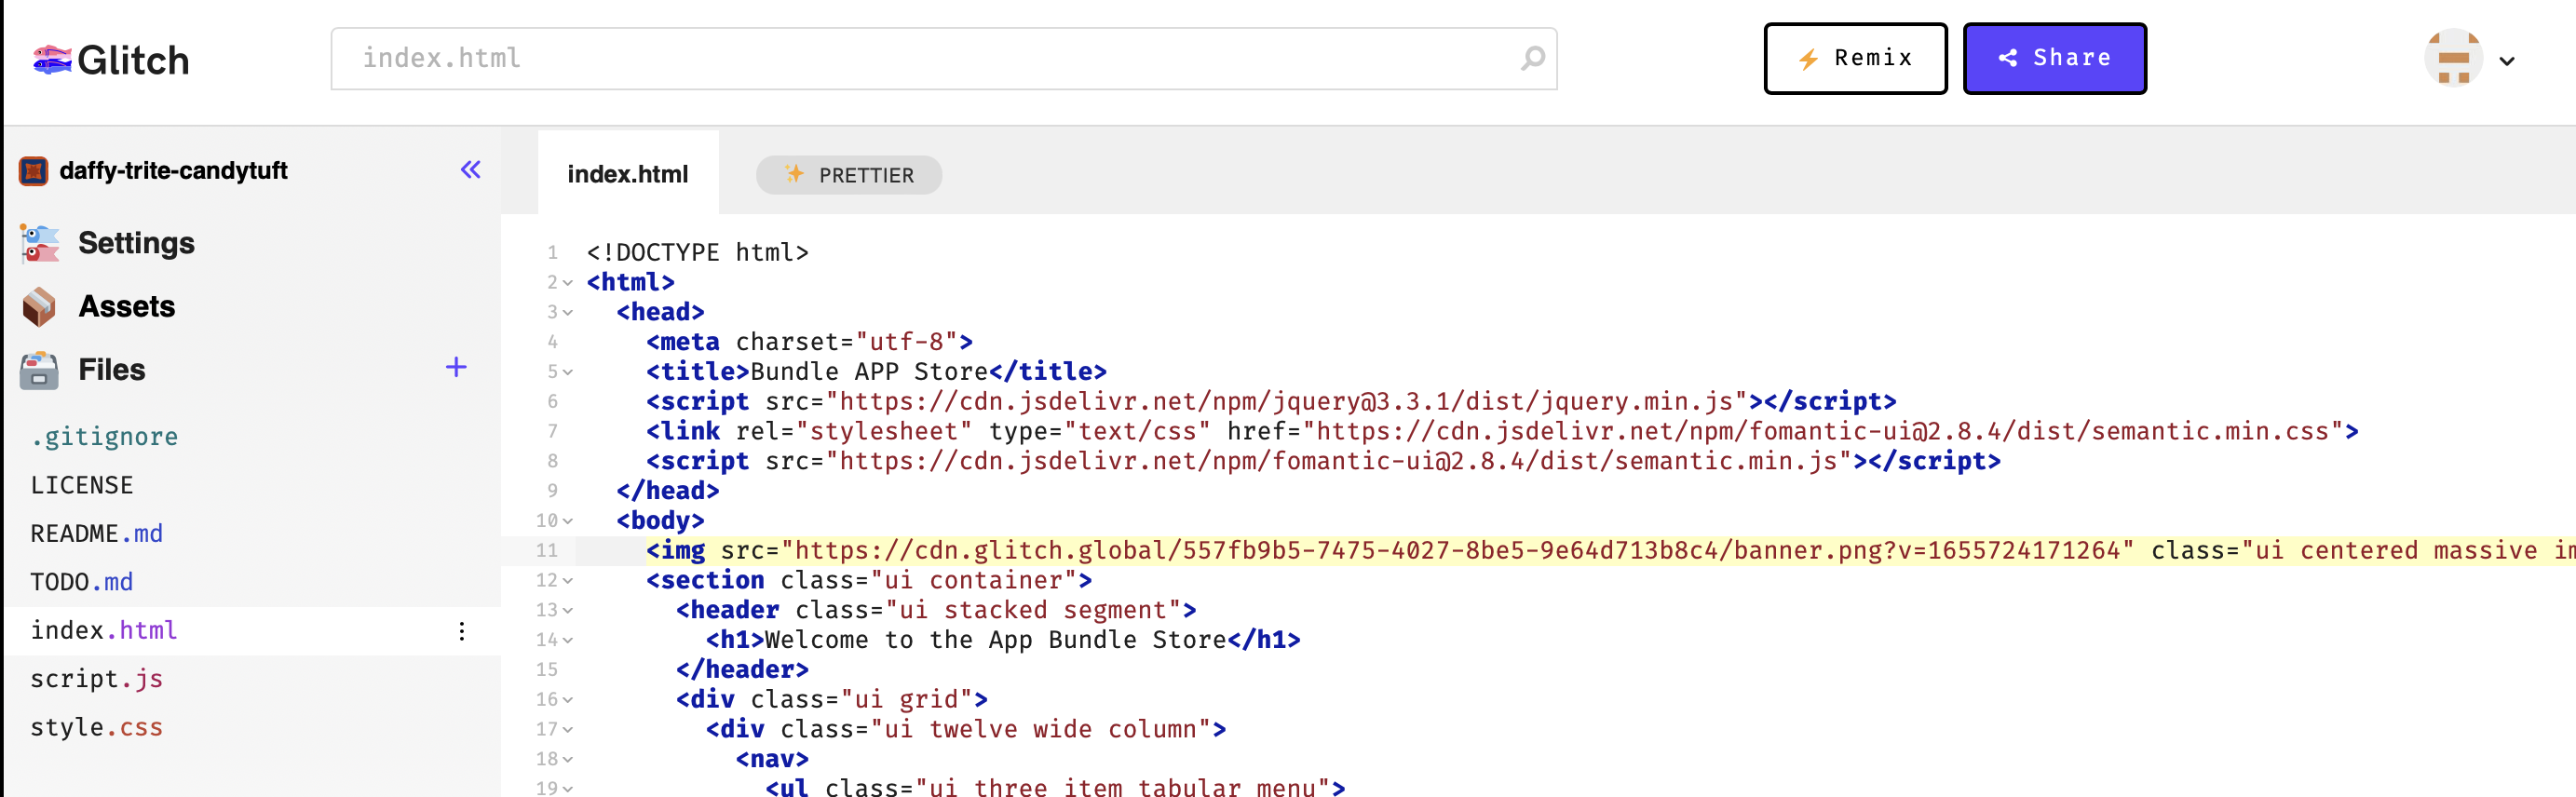 Glitch
index.html
Remix
Share
daffy-trite-candytuft
Settings
Assets
Files
.gitignore
LICENSE
README.md
TODO.md
index.html
script.js
style.css
index.html
PRETTIER
1 <!DOCTYPE html>
2 <html>
3 <head>
4 <meta charset="utf-8">
5 <title>Bundle APP Store</title>
6 <script src="https://cdn.jsdelivr.net/npm/jquery@3.3.1/dist/jquery.min.js"></script>
7 <link rel="stylesheet" type="text/css" href="https://cdn.jsdelivr.net/npm/fomantic-ui@2.8.4/dist/semantic.min.css">
8 <script src="https://cdn.jsdelivr.net/npm/fomantic-ui@2.8.4/dist/semantic.min.js"></script>
9 </head>
10 <body>
11 <img src="https://cdn.glitch.global/557fb9b5-7475-4027-8be5-9e64d713b8c4/banner.png?v=1655724171264" class="ui centered massive
12 <section class="ui container">
13 <header class="ui stacked segment">
14 <h1>Welcome to the App Bundle Store</h1>
15 </header>
16 <div class="ui grid">
17 <div class="ui twelve wide column">
18 <nav>
19 <ul class="ui three item tabular menu">